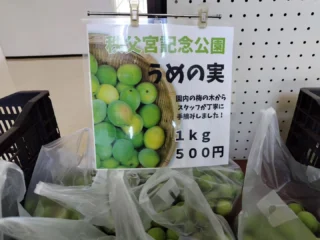 秩父宮記念公園
うめの実
園内の梅の木から
スタッフが丁寧に
手摘みしました！
1kg
500円